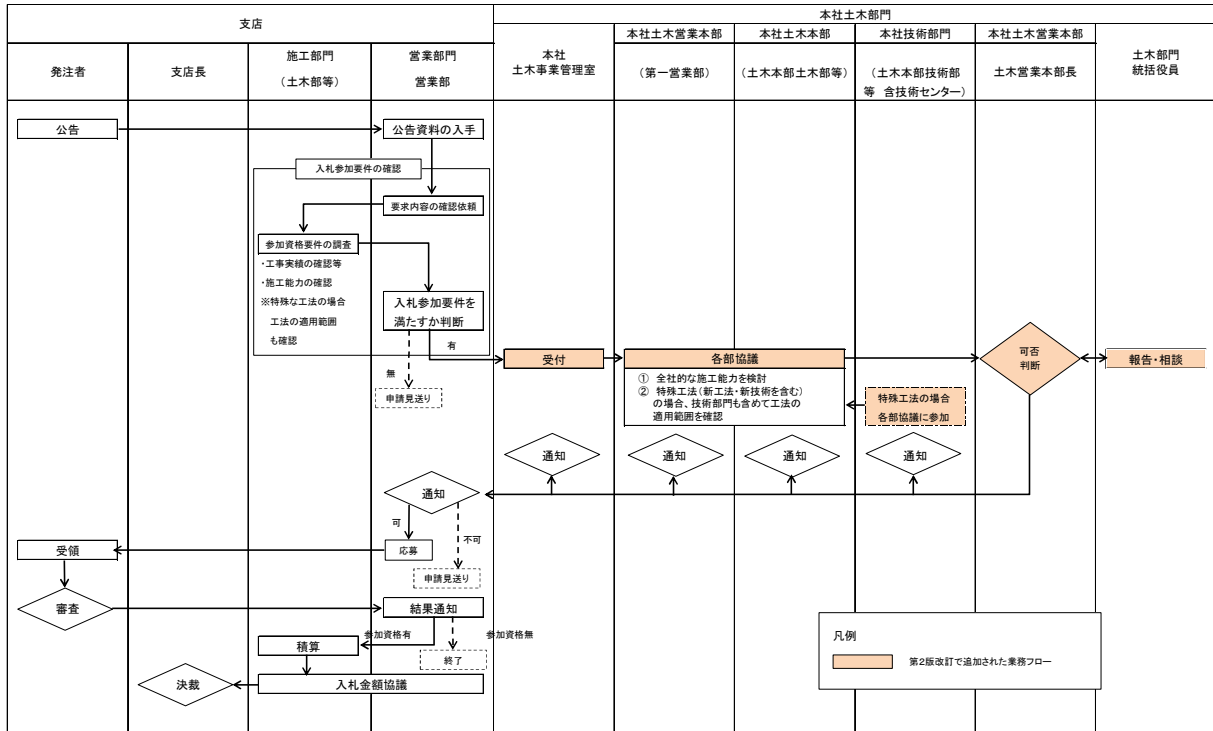 支店
本社土木部門
発注者
支店長
施工部門
（土木部等）
営業部門
営業部
本社
土木事業管理室
本社土木営業本部
（第一営業部）
本社土木本部
（土木本部土木部等）
本社技術部門
（土木本部技術部
等 含技術センター）
本社土木営業本部
土木営業本部長
土木部門
統括役員
公告
公告資料の入手
入札参加要件の確認
要求内容の確認依頼
参加資格要件の調査
・工事実績の確認等
・施工能力の確認
※特殊な工法の場合
工法の適用範囲
も確認
入札参加要件を
満たすか判断
有
無
申請見送り
受付
各部協議
① 全社的な施工能力を検討
② 特殊工法（新工法・新技術を含む）
の場合、技術部門も含めて工法の
適用範囲を確認
特殊工法の場合
各部協議に参加
可否
判断
報告・相談
通知
通知
通知
通知
通知
可
不可
応募
申請見送り
受領
審査
結果通知
参加資格有
参加資格無
終了
積算
入札金額協議
決裁
凡例
第２版改訂で追加された業務フロー